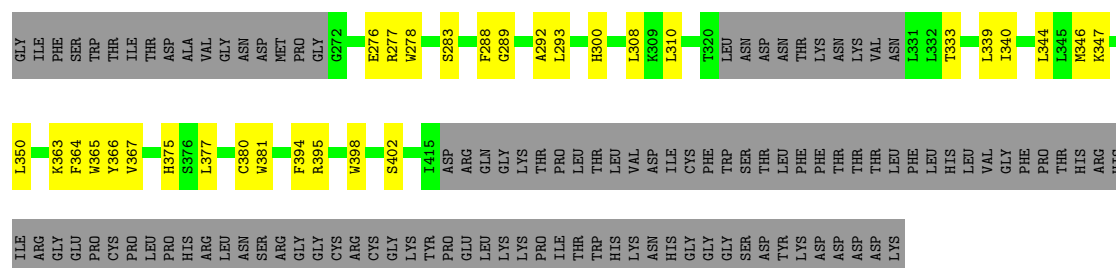 GLY ILE PHE SER TRP THR ILE THR ASP ALA VAL GLY ASN ASP MET PRO GLY G272 E276 R277 W278 S283 F288 G289 A292 L293 H300 L308 K309 L310 T320 LEU ASN ASP ASN THR LYS ASN LYS VAL ASN L331 L332 T333 L339 I340 L344 L345 M346 K347
L350 K363 F364 W365 Y366 V367 H375 S376 L377 C380 W381 F394 R395 W398 S402 I415 ASP ARG GLN GLY LYS THR PRO LEU THR LEU VAL ASP ILE CYS PHE TRP SER THR LEU PHE PHE THR THR THR LEU PHE LEU HIS LEU VAL GLY PHE PRO THR HIS ARG HIS
ILE ARG GLY GLU PRO CYS PRO LEU PRO HIS ARG LEU ASN SER ARG GLY GLY CYS ARG CYS GLY LYS TYR PRO GLU LEU LYS LYS PRO ILE THR TRP HIS LYS ASN HIS GLY GLY GLY SER ASP TYR LYS ASP ASP ASP ASP LYS